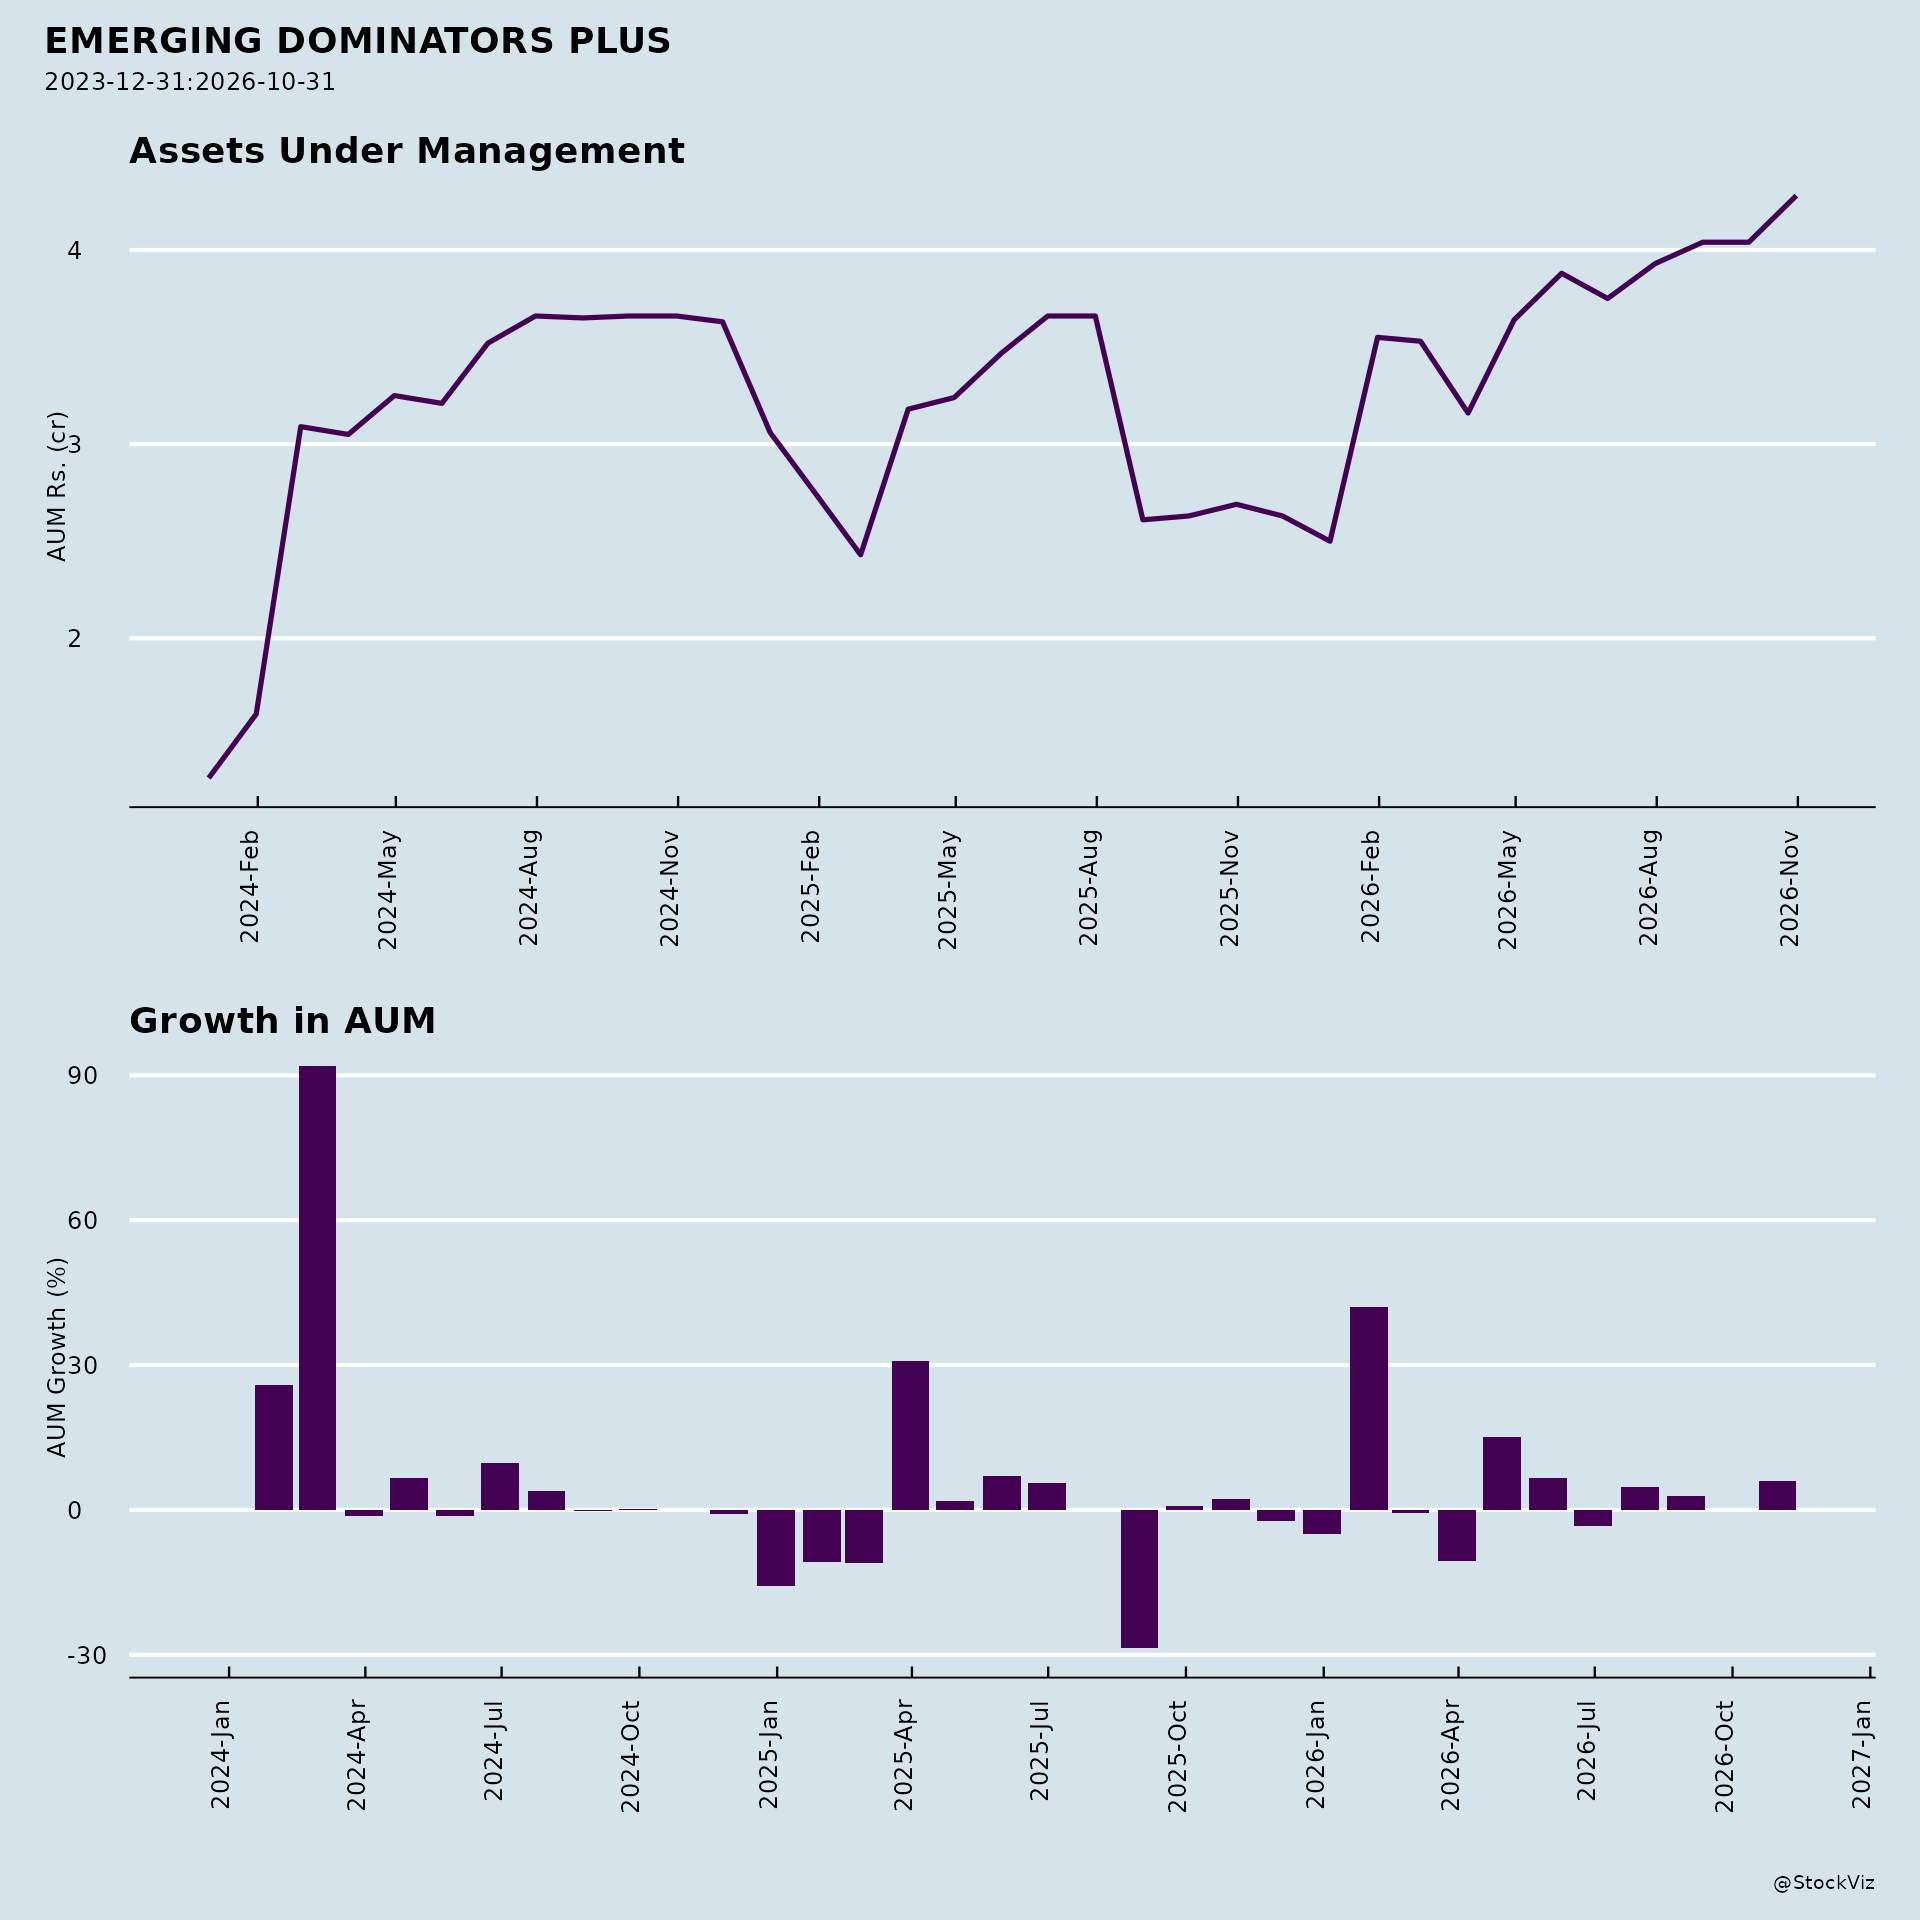 EMERGING DOMINATORS PLUS
2023-12-31:2026-10-31
Assets Under Management
AUM Rs. (cr)
4
3
2
2024-Feb
2024-May
2024-Aug
2024-Nov
2025-Feb
2025-May
2025-Aug
2025-Nov
2026-Feb
2026-May
2026-Aug
2026-Nov
Growth in AUM
AUM Growth (%)
90
60
30
0
-30
2024-Jan
2024-Apr
2024-Jul
2024-Oct
2025-Jan
2025-Apr
2025-Jul
2025-Oct
2026-Jan
2026-Apr
2026-Jul
2026-Oct
2027-Jan
@StockViz